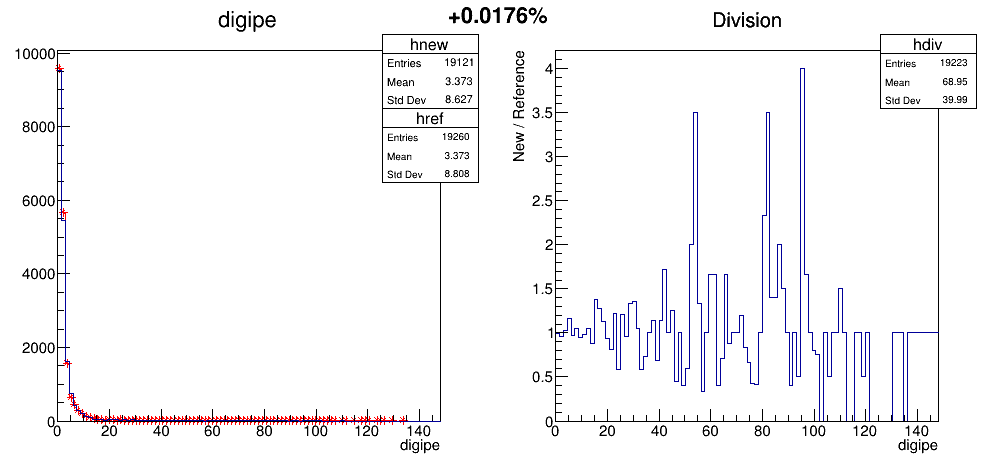 +0.0176%
digipe
hnew
Entries 19121
Mean 3.373
Std Dev 8.627
href
Entries 19260
Mean 3.373
Std Dev 8.808
10000
8000
6000
4000
2000
0
0 20 40 60 80 100 120 140
digipe
Division
hdiv
Entries 19223
Mean 68.95
Std Dev 39.99
New / Reference
4
3.5
3
2.5
2
1.5
1
0.5
0
0 20 40 60 80 100 120 140
digipe